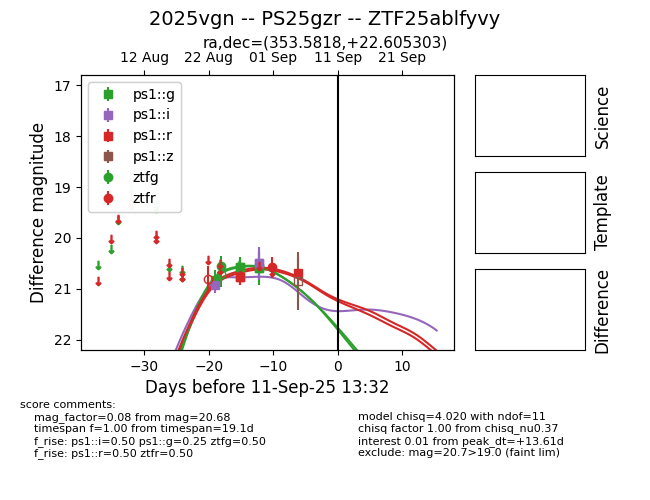 2025vgn -- PS25gzr -- ZTF25ablfyvy
ra,dec=(353.5818,+22.605303)
12 Aug 22 Aug 01 Sep 11 Sep 21 Sep
17
18
19
20
21
22
Difference magnitude
ps1::g
ps1::i
ps1::r
ps1::z
ztfg
ztfr
−30 −20 −10 0 10
Days before 11-Sep-25 13:32
Science
Template
Difference
score comments:
mag_factor=0.08 from mag=20.68
timespan f=1.00 from timespan=19.1d
f_rise: ps1::i=0.50 ps1::g=0.25 ztfg=0.50
f_rise: ps1::r=0.50 ztfr=0.50
model chisq=4.020 with ndof=11
chisq factor 1.00 from chisq_nu0.37
interest 0.01 from peak_dt=+13.61d
exclude: mag=20.7>19.0 (faint lim)